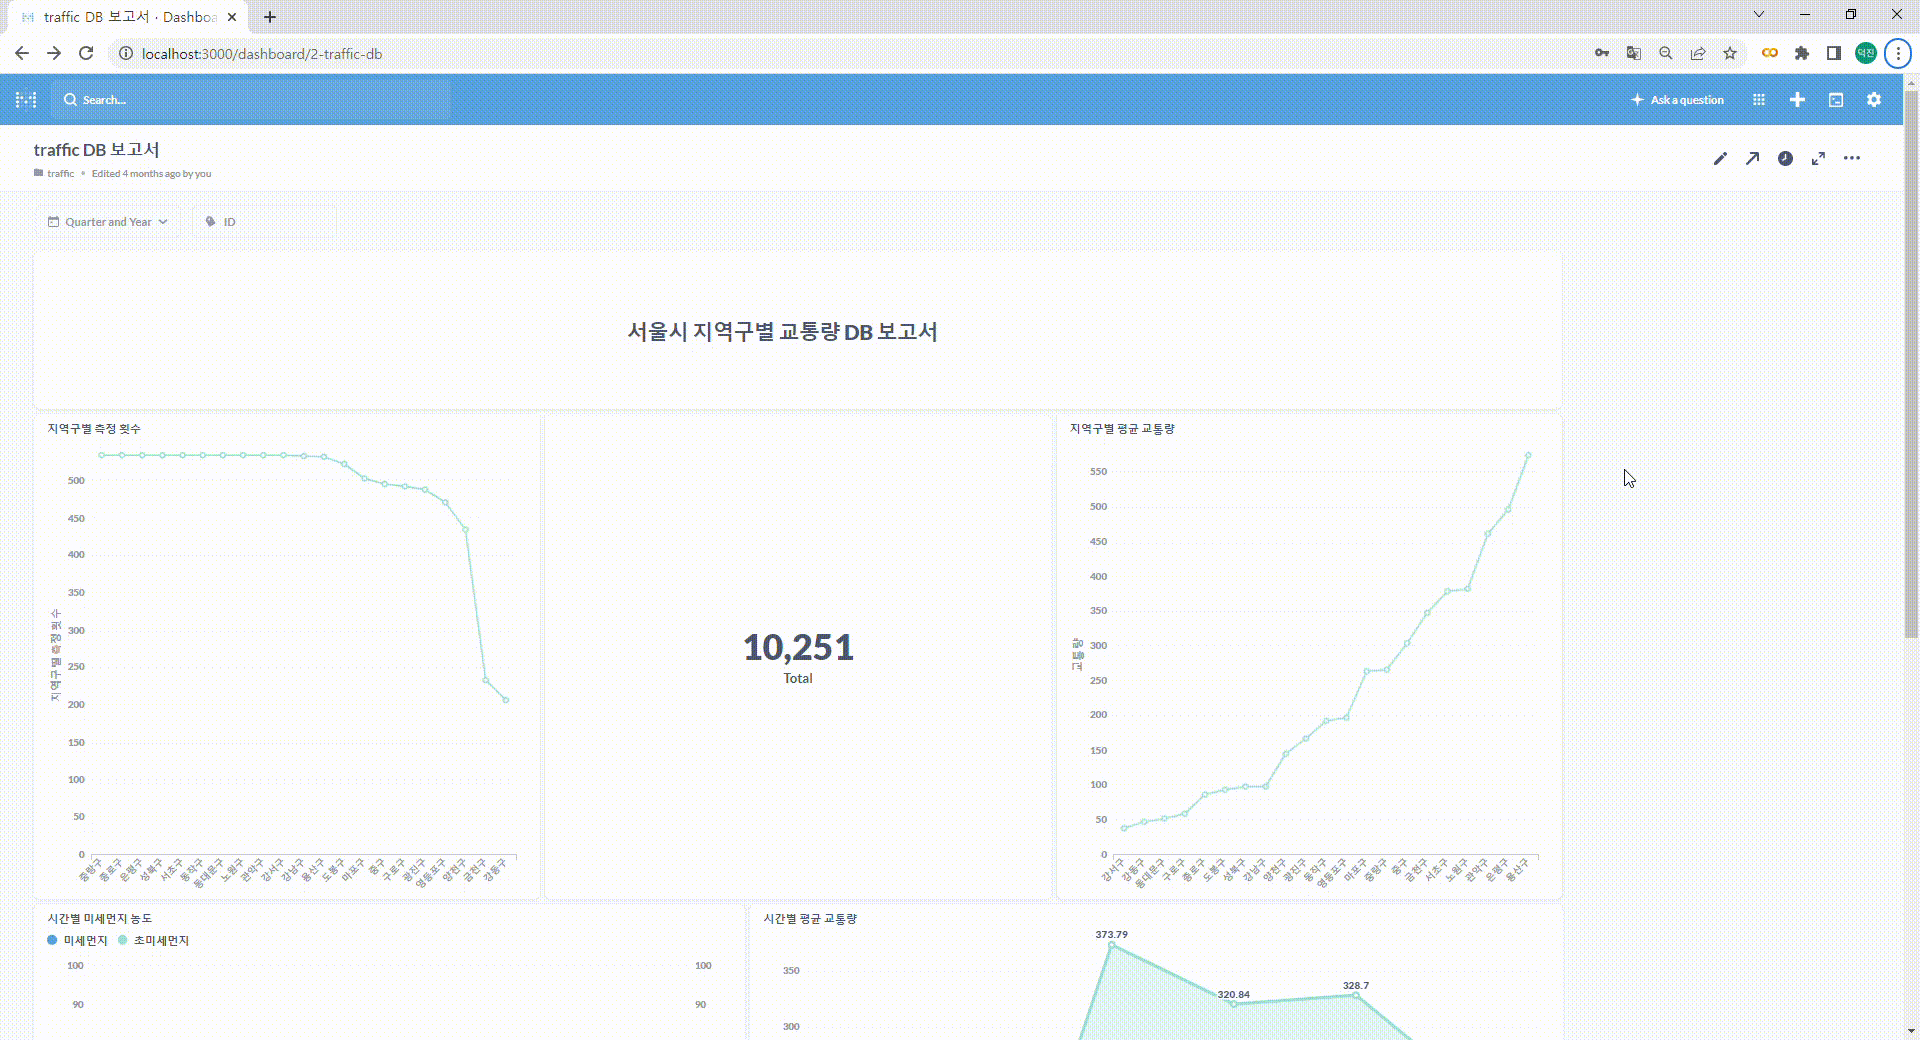 traffic DB 보고서 · Dashboa
localhost:3000/dashboard/2-traffic-db
덕진
Search...
Ask a question
traffic DB 보고서
traffic • Edited 4 months ago by you
Quarter and Year
ID
서울시 지역구별 교통량 DB 보고서
지역구별 측정 횟수
지역구별 측정 횟수
500
450
400
350
300
250
200
150
100
50
0
중랑구 종로구 은평구 성북구 서초구 동작구 동대문구 노원구 관악구 강서구 강남구 용산구 도봉구 마포구 중구 구로구 광진구 영등포구 양천구 금천구 강동구
10,251
Total
지역구별 평균 교통량
교통량
550
500
450
400
350
300
250
200
150
100
50
0
강서구 강동구 동대문구 구로구 종로구 도봉구 성북구 강남구 양천구 광진구 동작구 영등포구 마포구 중랑구 중구 금천구 서초구 노원구 관악구 은평구 용산구
시간별 미세먼지 농도
미세먼지 초미세먼지
100
90
100
90
시간별 평균 교통량
350
300
373.79
320.84
328.7